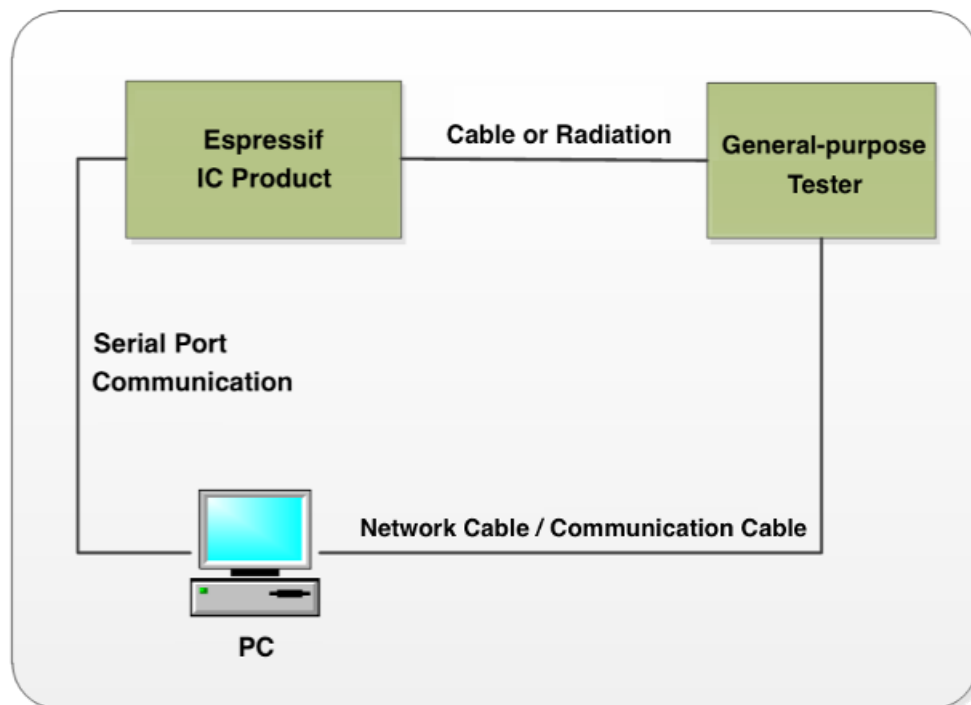 Espressif
IC Product
Cable or Radiation
General-purpose
Tester
Serial Port
Communication
Network Cable / Communication Cable
PC